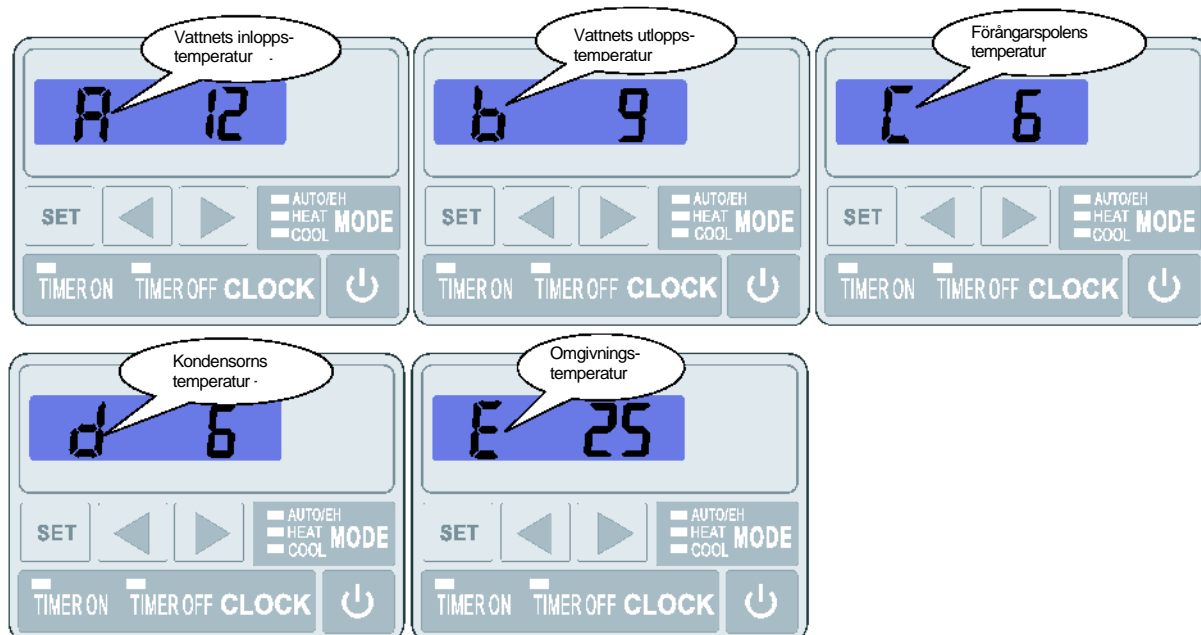 Vattnets inlopps-
temperatur
A 12
SET
AUTO/EH
HEAT
COOL
MODE
TIMER ON TIMER OFF CLOCK
Vattnets utlopps-
temperatur
b 9
SET
AUTO/EH
HEAT
COOL
MODE
TIMER ON TIMER OFF CLOCK
Förångarspolens
temperatur
C 6
SET
AUTO/EH
HEAT
COOL
MODE
TIMER ON TIMER OFF CLOCK
Kondensorns
temperatur
d 6
SET
AUTO/EH
HEAT
COOL
MODE
TIMER ON TIMER OFF CLOCK
Omgivnings-
temperatur
E 25
SET
AUTO/EH
HEAT
COOL
MODE
TIMER ON TIMER OFF CLOCK